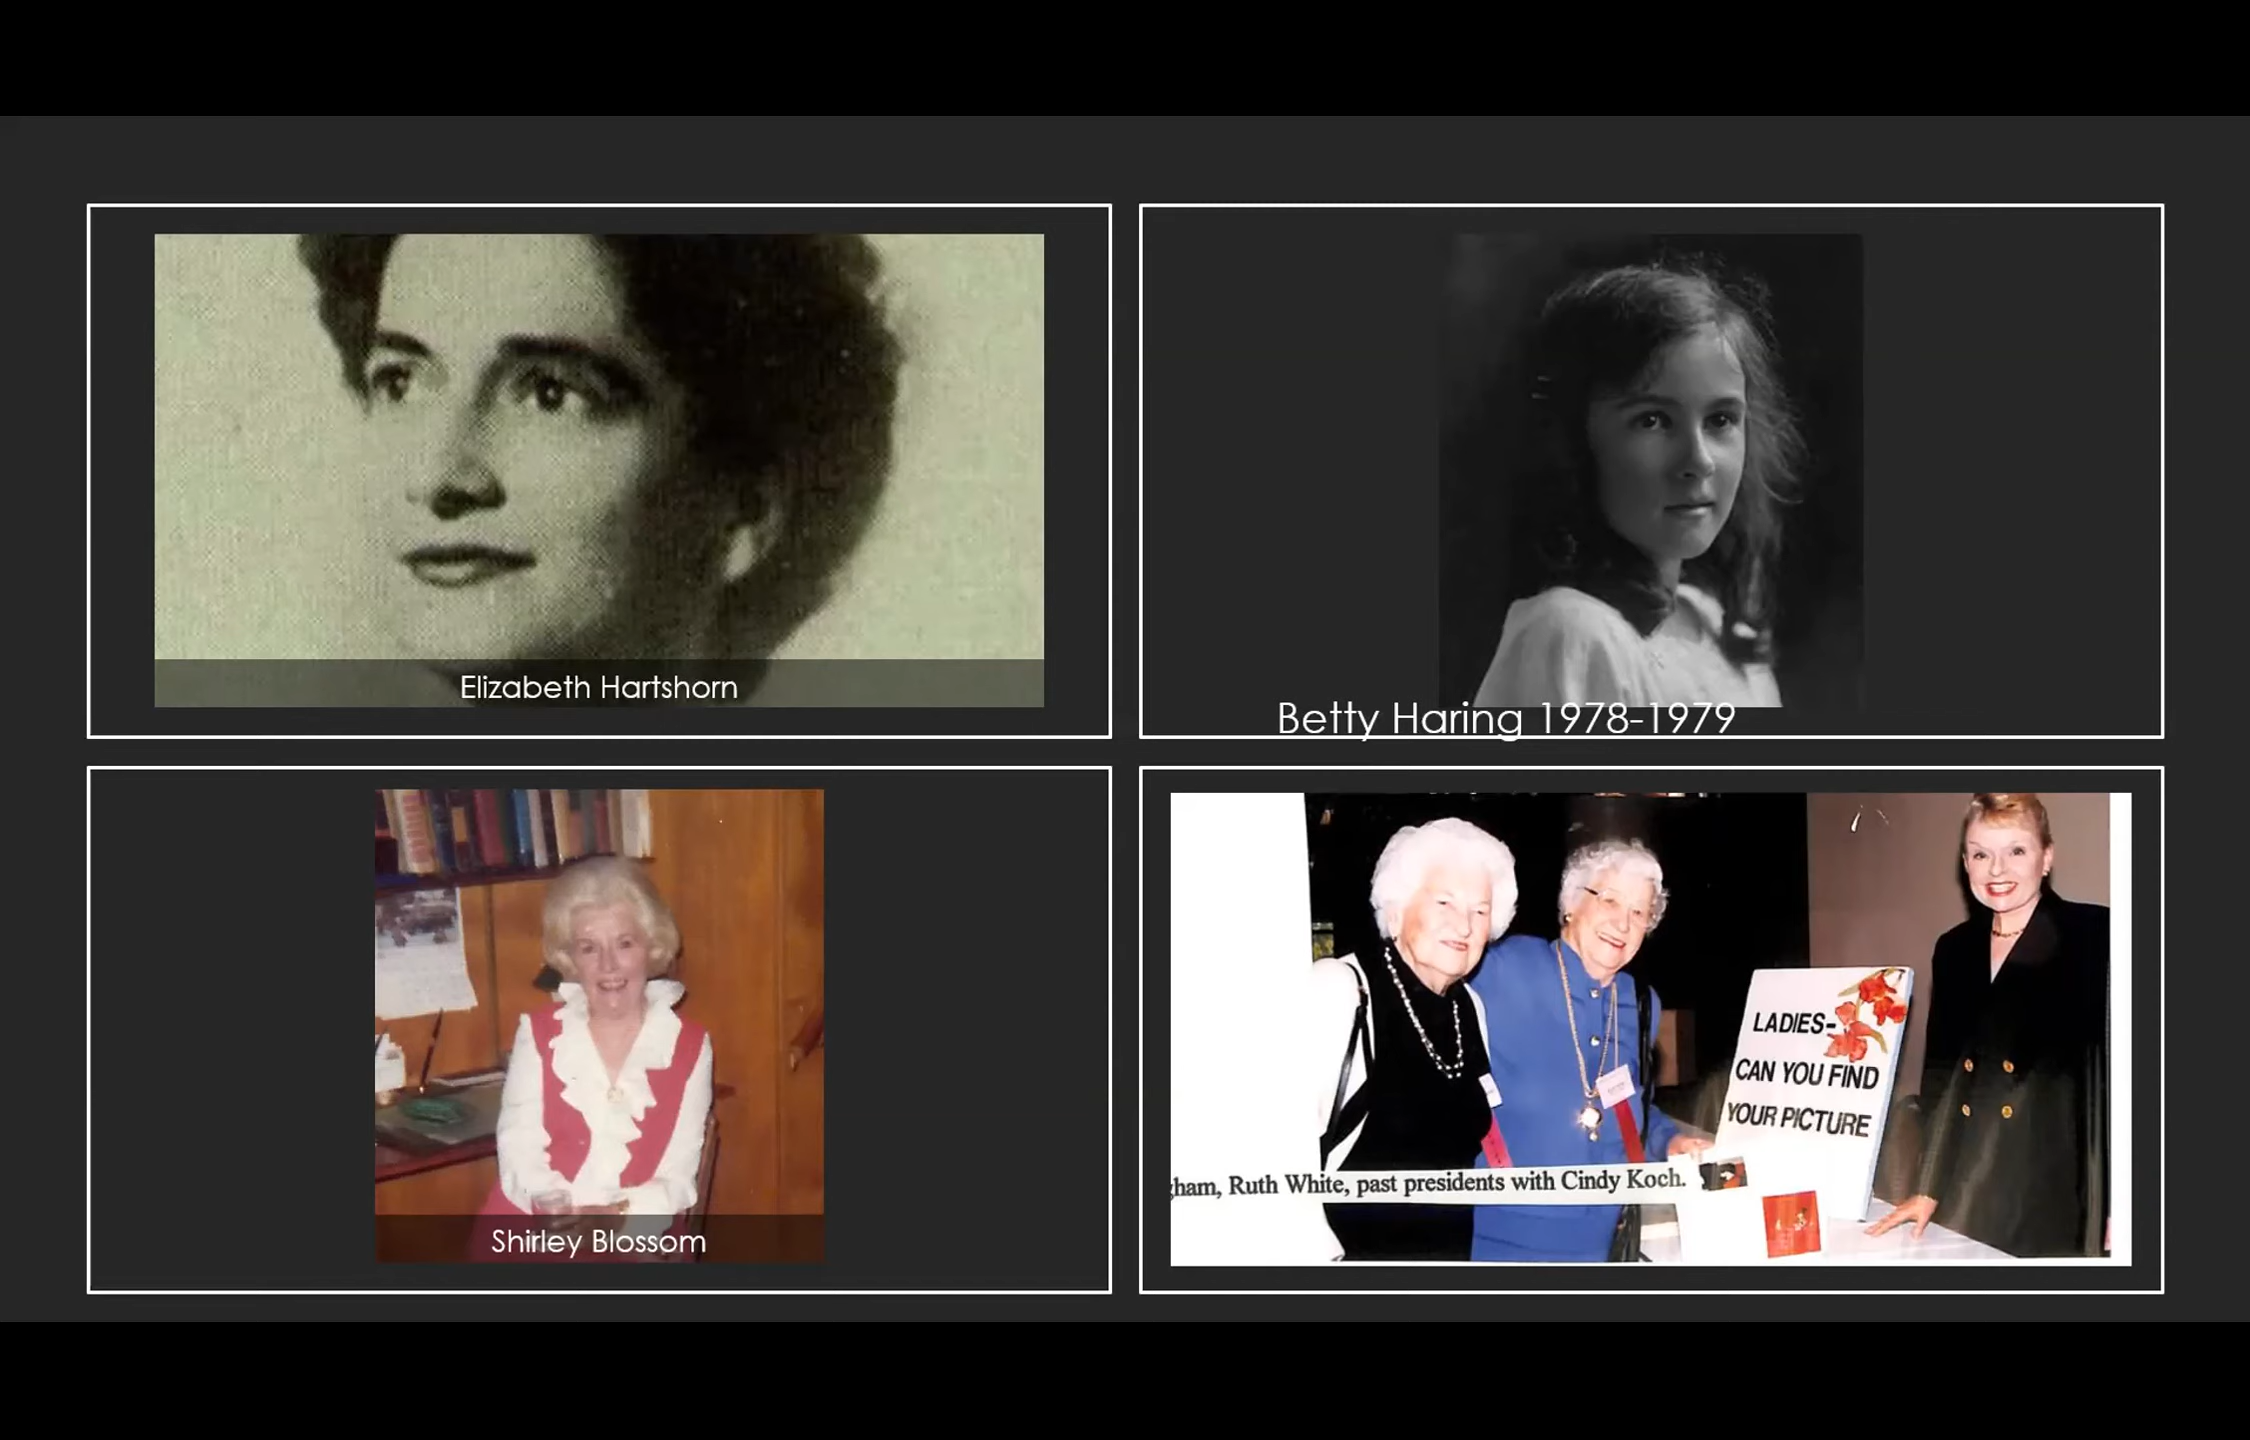 Elizabeth Hartshorn
Betty Haring 1978-1979
Shirley Blossom
LADIES-
CAN YOU FIND
YOUR PICTURE
Ruth White, past presidents with Cindy Koch.